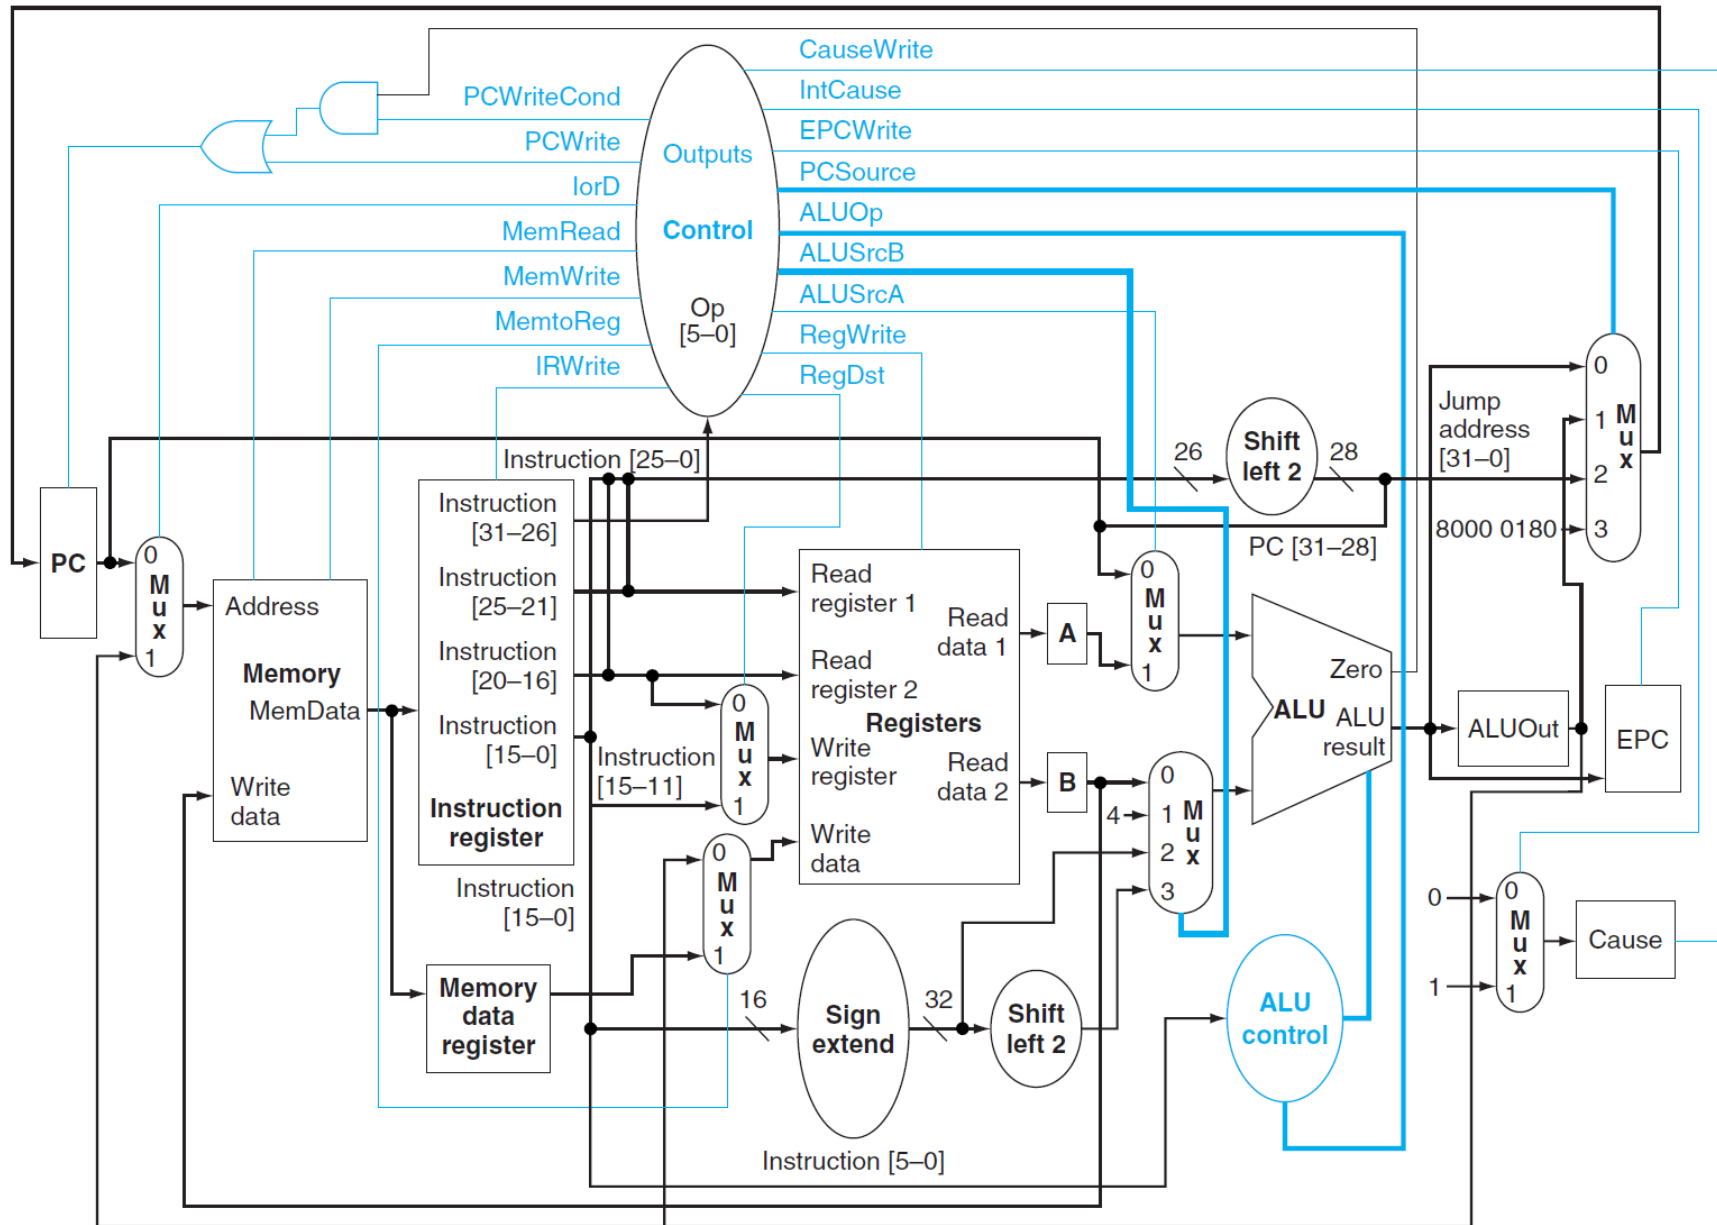 CauseWrite
IntCause
EPCWrite
PCSource
ALUOp
ALUSrcB
ALUSrcA
RegWrite
RegDst
PCWriteCond
PCWrite
IorD
MemRead
MemWrite
MemtoReg
IRWrite
Outputs
Control
Op
[5–0]
Instruction [25–0]
26
Shift
left 2
28
Jump
address
[31–0]
PC [31–28]
8000 0180
0
1
2
3
M
u
x
PC
0
M
u
x
1
Address
Memory
MemData
Write
data
Instruction
[31–26]
Instruction
[25–21]
Instruction
[20–16]
Instruction
[15–0]
Instruction
register
Instruction
[15–0]
Memory
data
register
Instruction
[15–11]
0
M
u
x
1
0
M
u
x
1
Read
register 1
Read
register 2
Registers
Write
register
Write
data
Read
data 1
Read
data 2
A
B
0
M
u
x
1
4
0
1
2
3
M
u
x
16
Sign
extend
32
Shift
left 2
Zero
ALU
ALU
result
ALUOut
EPC
0
1
0
M
u
x
1
Cause
ALU
control
Instruction [5–0]